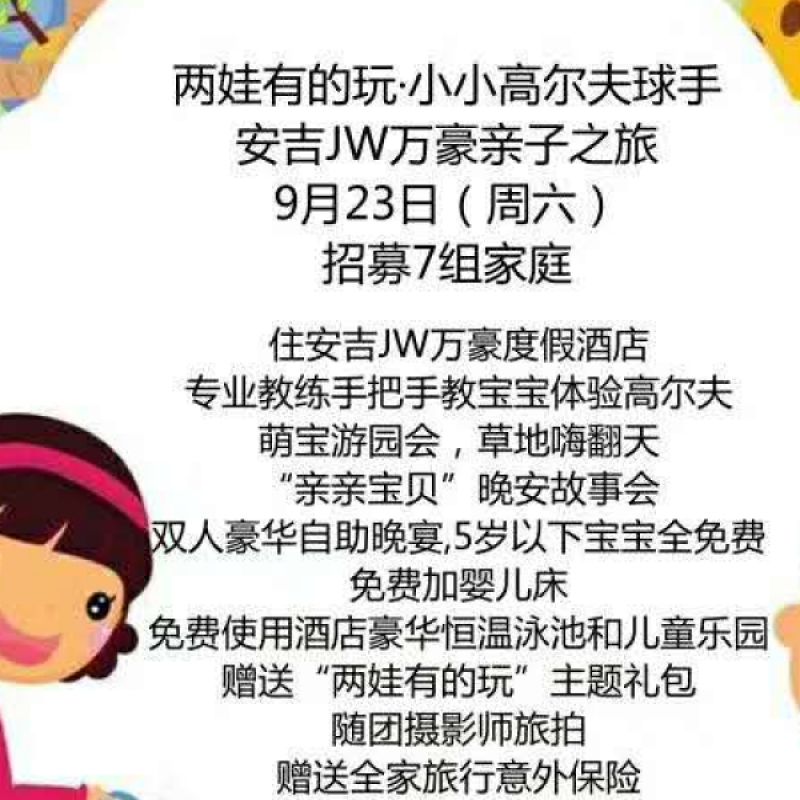 两娃有的玩·小小高尔夫球手
安吉JW万豪亲子之旅
9月23日（周六）
招募7组家庭
住安吉JW万豪度假酒店
专业教练手把手教宝宝体验高尔夫
萌宝游园会，草地嗨翻天
“亲亲宝贝”晚安故事会
双人豪华自助晚宴,5岁以下宝宝全免费
免费加婴儿床
免费使用酒店豪华恒温泳池和儿童乐园
赠送“两娃有的玩”主题礼包
随团摄影师旅拍
赠送全家旅行意外保险